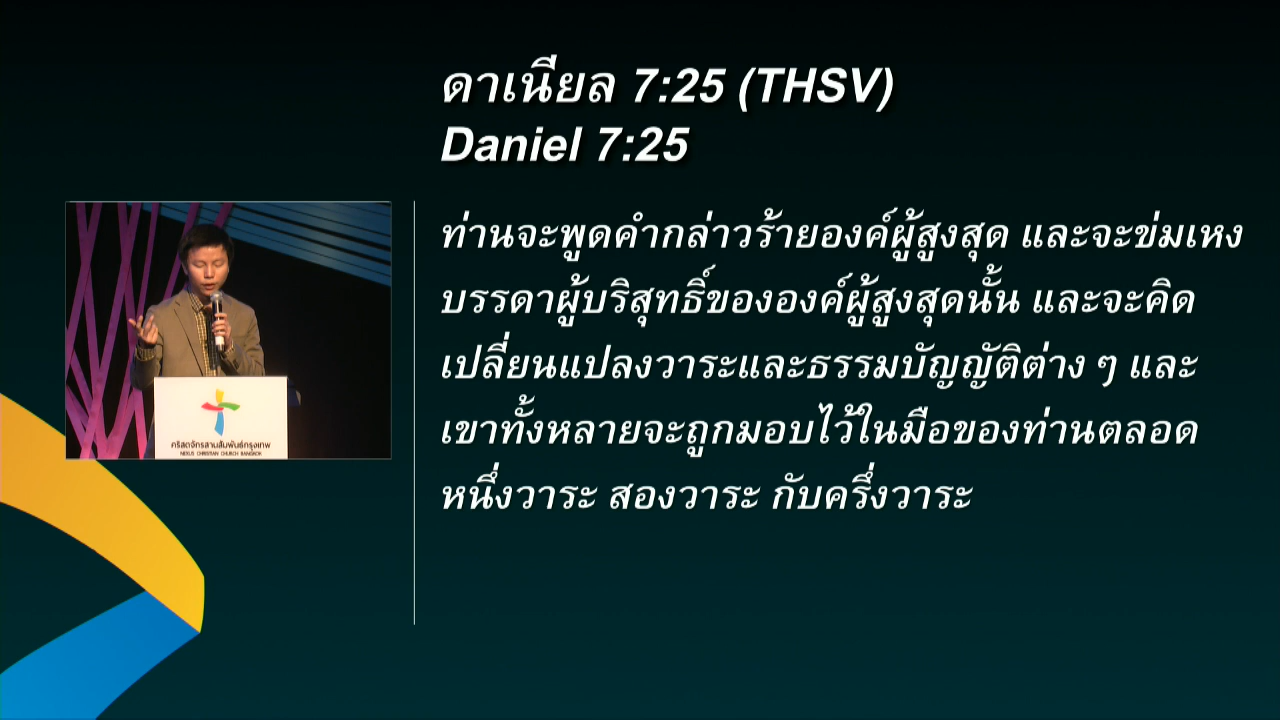 ดาเนียล 7:25 (THSV)
Daniel 7:25
ท่านจะพูดคำกล่าวร้ายองค์ผู้สูงสุด และจะข่มเหง
บรรดาผู้บริสุทธิ์ขององค์ผู้สูงสุดนั้น และจะคิด
เปลี่ยนแปลงวาระและธรรมบัญญัติต่าง ๆ และ
เขาทั้งหลายจะถูกมอบไว้ในมือของท่านตลอด
หนึ่งวาระ สองวาระ กับครึ่งวาระ
คริสตจักรสานสัมพันธ์กรุงเทพ
NEXUS CHRISTIAN CHURCH BANGKOK